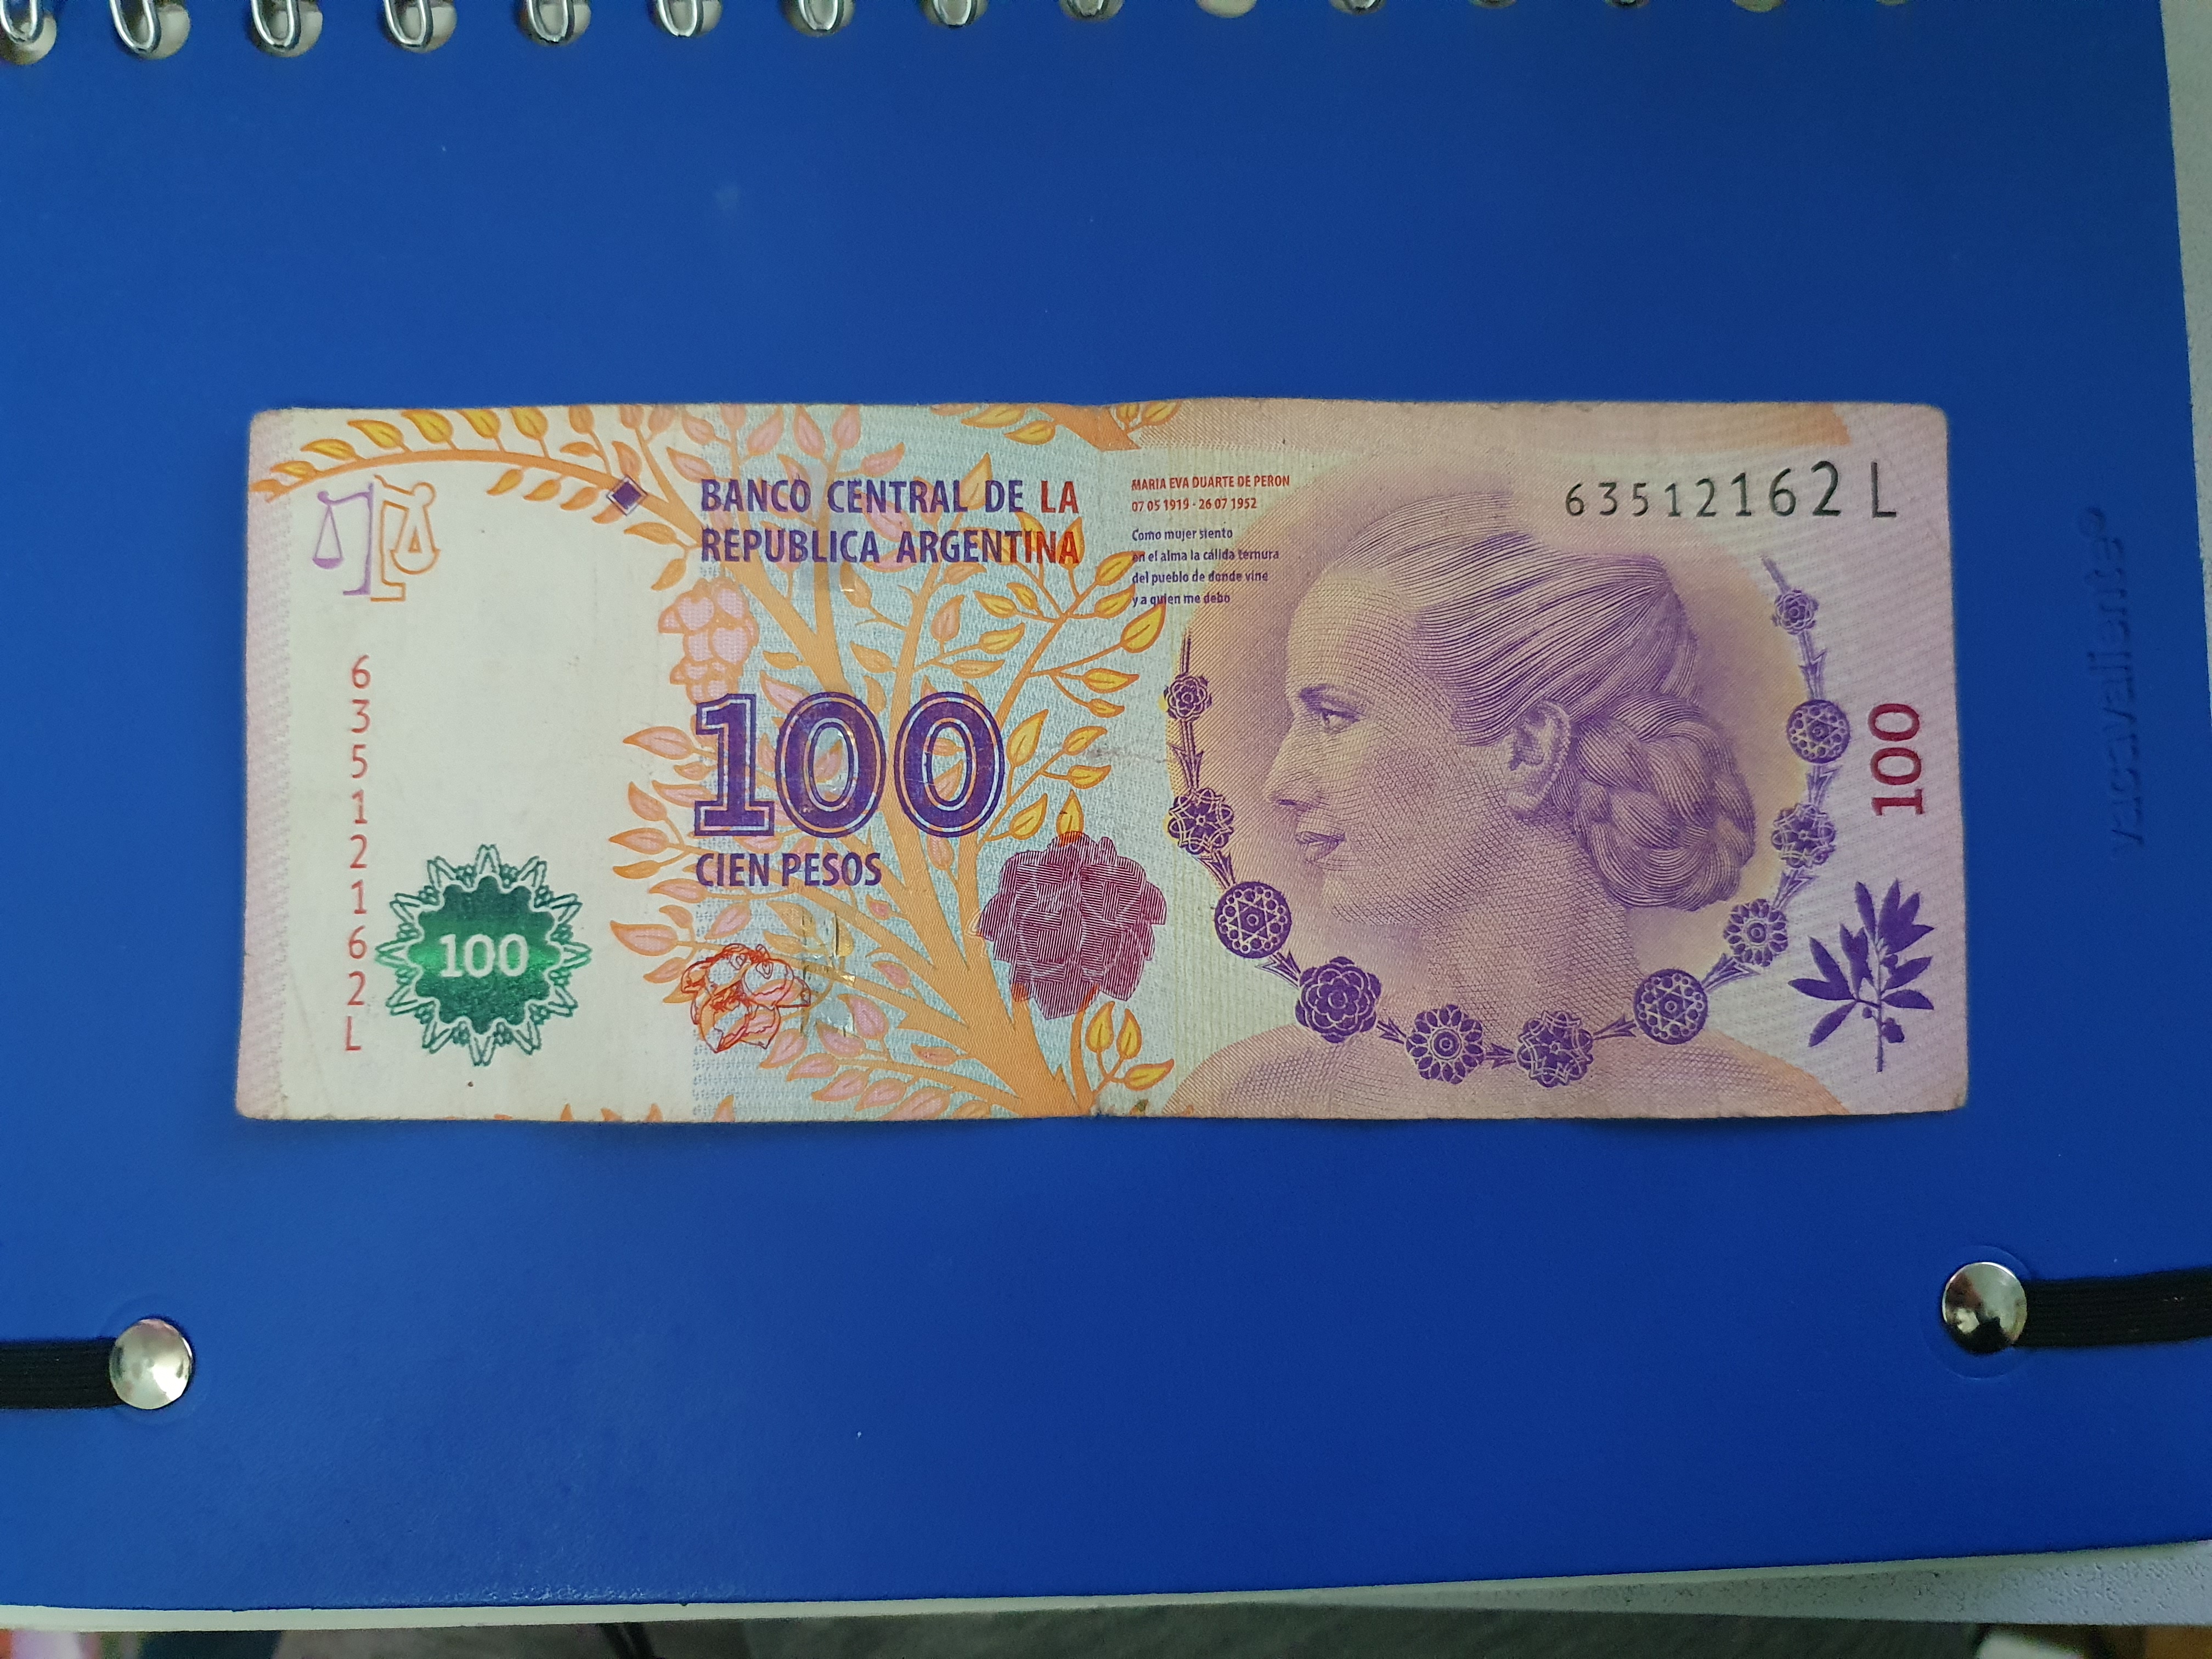 63512162L
100
BANCO CENTRAL DE LA
REPUBLICA ARGENTINA
100
CIEN PESOS
MARIA EVA DUARTE DE PERON
07 05 1919 - 26 07 1952
Como mujer siento
en el alma la cálida ternura
del pueblo de donde vine
y a quien me debo
63512162 L
100
vacavaliente®